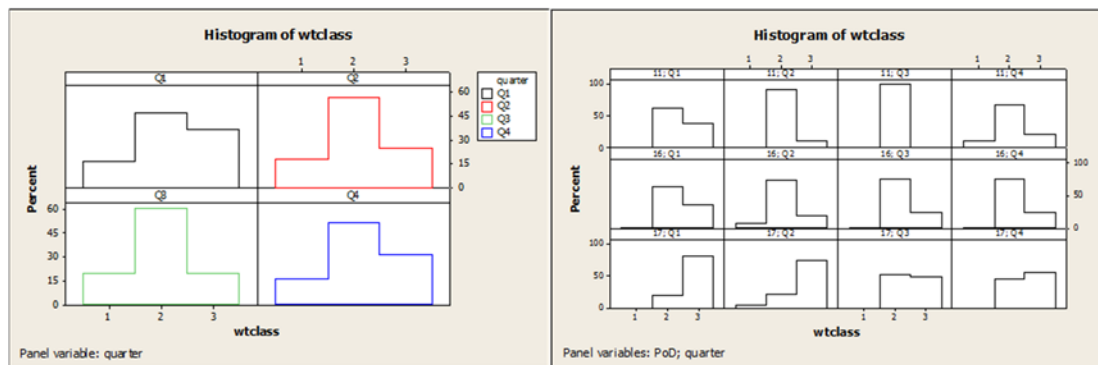 Histogram of wtclass
1 2 3
Q1 Q2
quarter
Q1
Q2
Q3
Q4
60
45
30
15
0
Percent
Q3 Q4
60
45
30
15
0
1 2 3
wtclass
Panel variable: quarter
Histogram of wtclass
1 2 3 1 2 3
11; Q1 11; Q2 11; Q3 11; Q4
100
50
0
16; Q1 16; Q2 16; Q3 16; Q4
100
50
0
Percent
17; Q1 17; Q2 17; Q3 17; Q4
100
50
0
1 2 3 1 2 3
wtclass
Panel variables: PoD; quarter